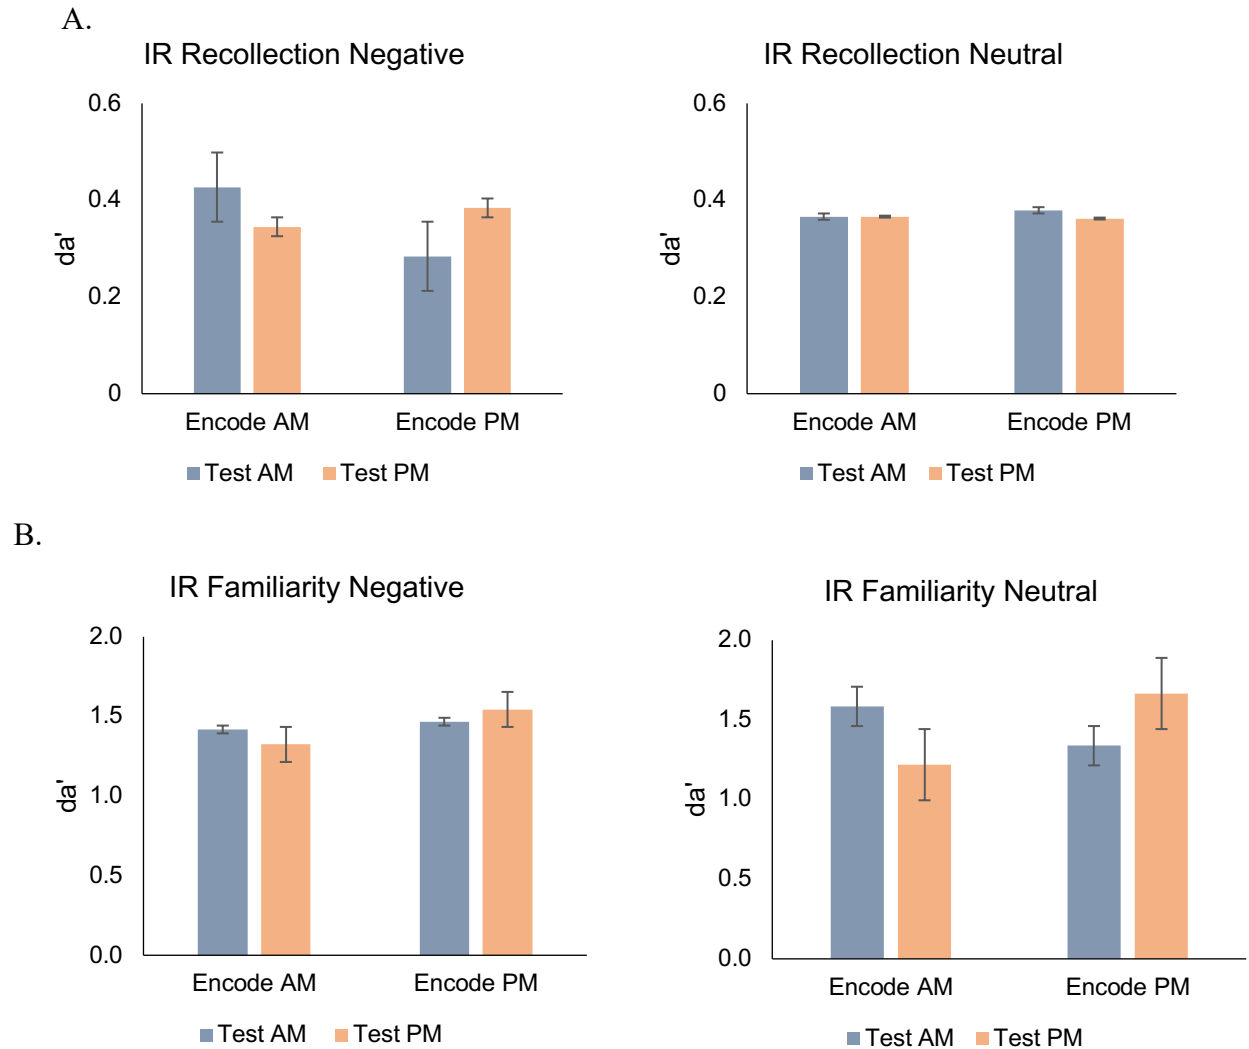 A.
IR Recollection Negative
0.6
0.4
0.2
0
da'
Encode AM Encode PM
Test AM Test PM
IR Recollection Neutral
0.6
0.4
0.2
0
da'
Encode AM Encode PM
Test AM Test PM
B.
IR Familiarity Negative
2.0
1.5
1.0
0.5
0.0
da'
Encode AM Encode PM
Test AM Test PM
IR Familiarity Neutral
2.0
1.5
1.0
0.5
0.0
da'
Encode AM Encode PM
Test AM Test PM